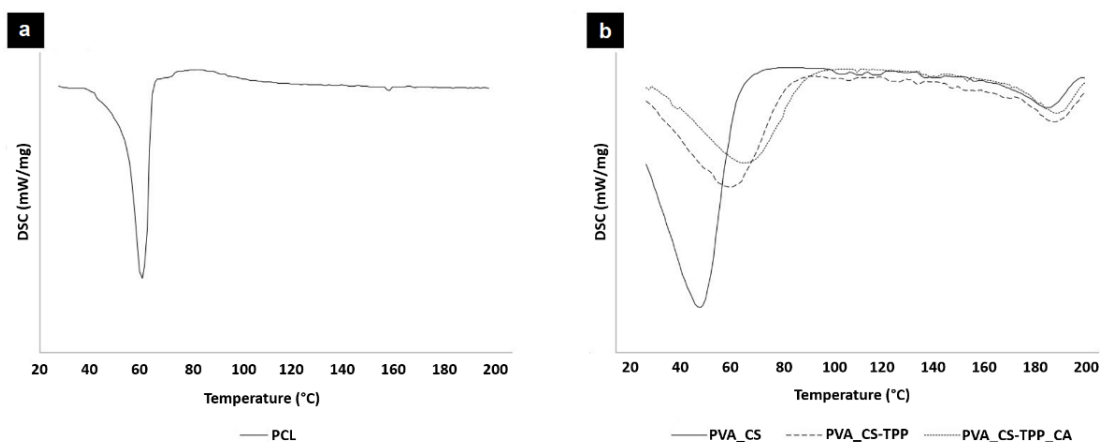 a
DSC (mW/mg)
20 40 60 80 100 120 140 160 180 200
Temperature (°C)
PCL
b
DSC (mW/mg)
20 40 60 80 100 120 140 160 180 200
Temperature (°C)
PVA_CS PVA_CS-TPP PVA_CS-TPP_CA